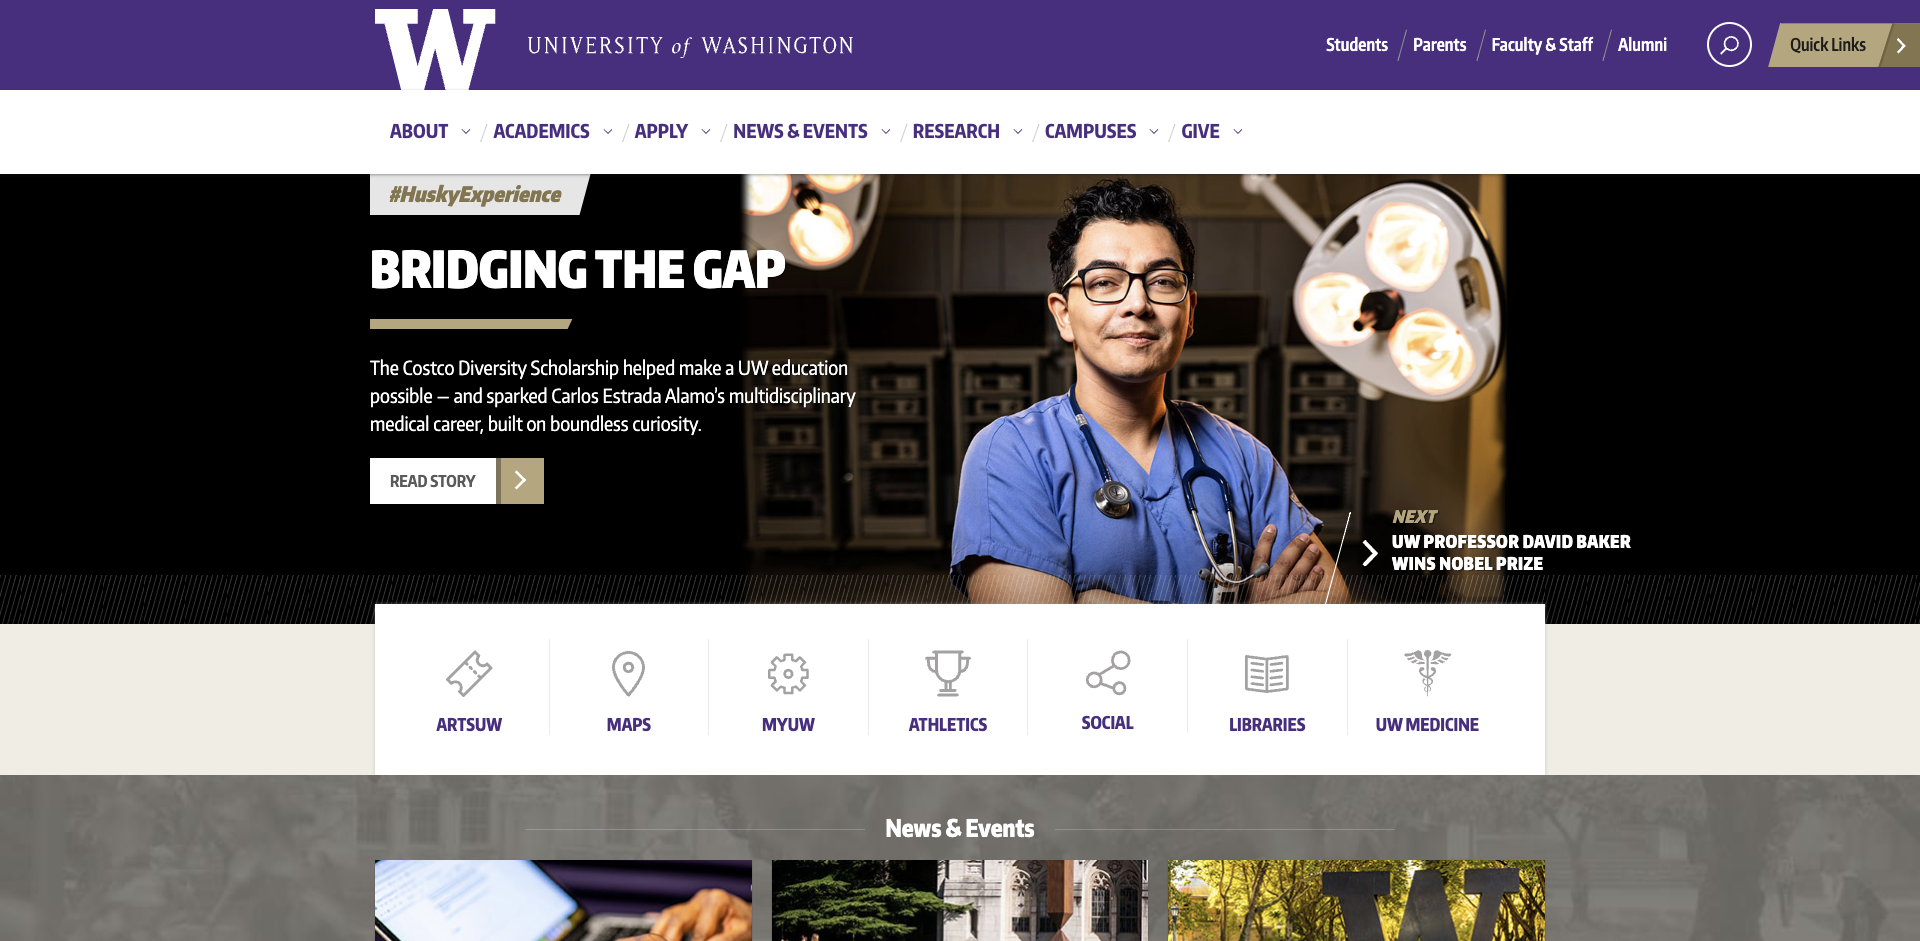 W UNIVERSITY of WASHINGTON
Students
Parents
Faculty & Staff
Alumni
Quick Links
ABOUT
ACADEMICS
APPLY
NEWS & EVENTS
RESEARCH
CAMPUSES
GIVE
#HuskyExperience
BRIDGING THE GAP
The Costco Diversity Scholarship helped make a UW education
possible — and sparked Carlos Estrada Alamo's multidisciplinary
medical career, built on boundless curiosity.
READ STORY
NEXT
UW PROFESSOR DAVID BAKER
WINS NOBEL PRIZE
ARTSUW
MAPS
MYUW
ATHLETICS
SOCIAL
LIBRARIES
UW MEDICINE
News & Events
W